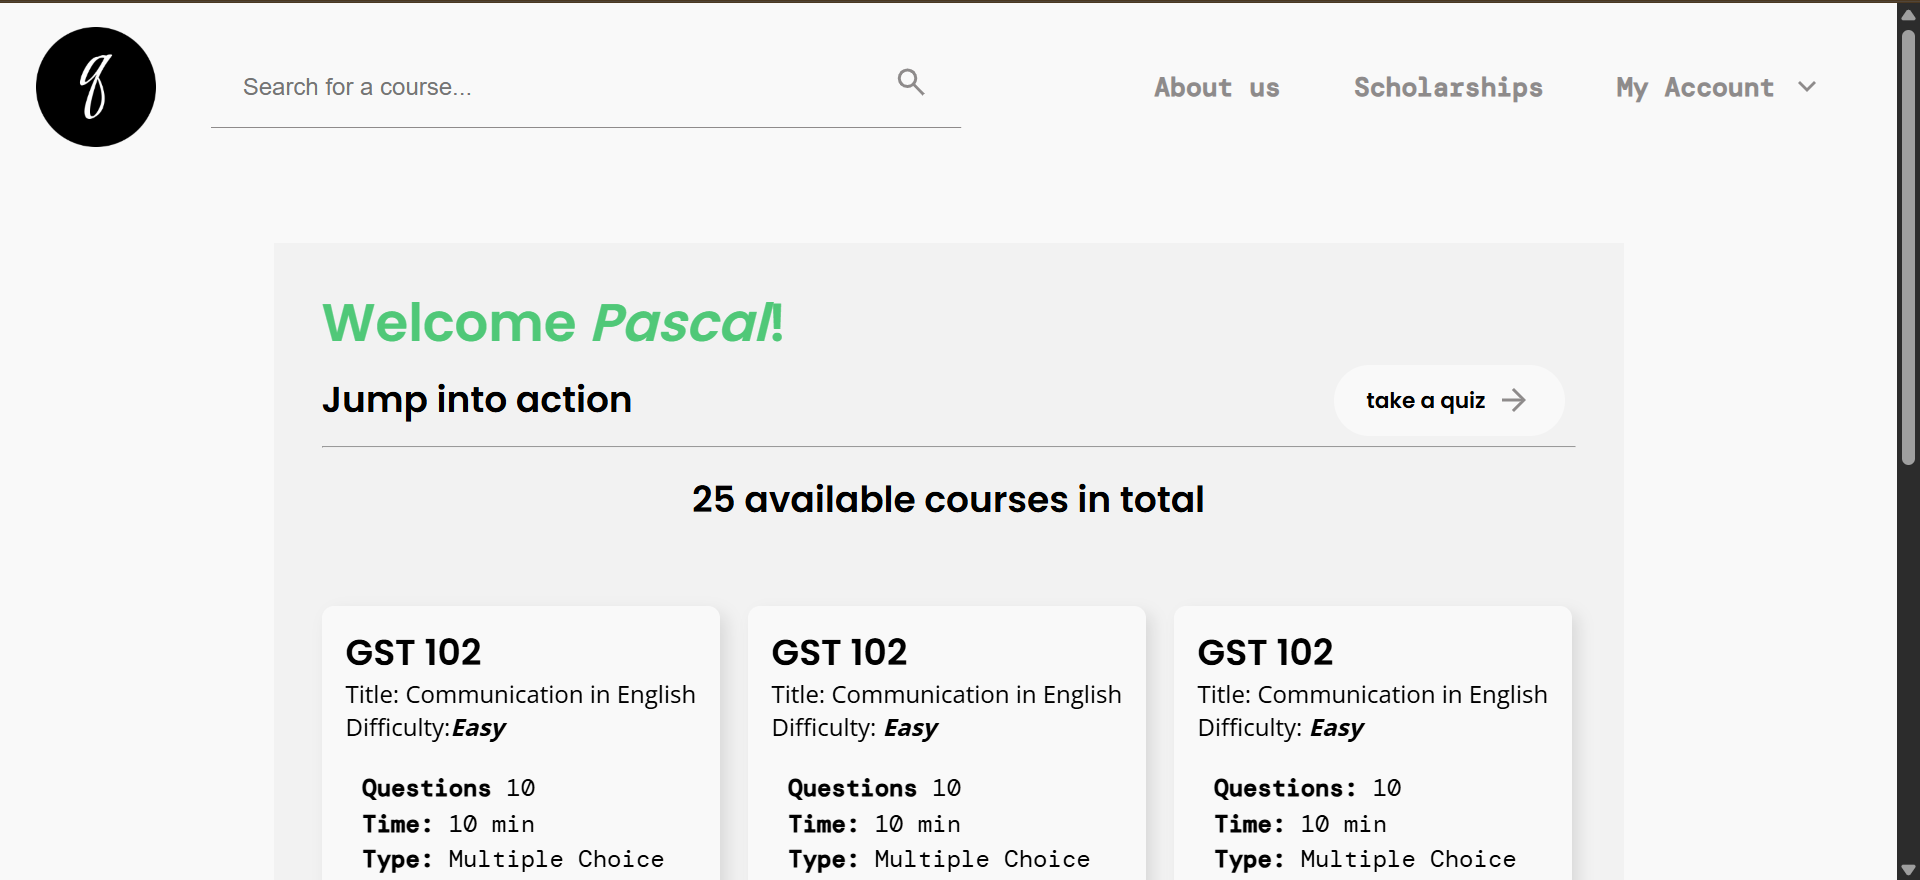 q
Search for a course...
About us
Scholarships
My Account
Welcome Pascal!
Jump into action
take a quiz
25 available courses in total
GST 102
Title: Communication in English
Difficulty:Easy
Questions 10
Time: 10 min
Type: Multiple Choice
GST 102
Title: Communication in English
Difficulty: Easy
Questions 10
Time: 10 min
Type: Multiple Choice
GST 102
Title: Communication in English
Difficulty: Easy
Questions: 10
Time: 10 min
Type: Multiple Choice